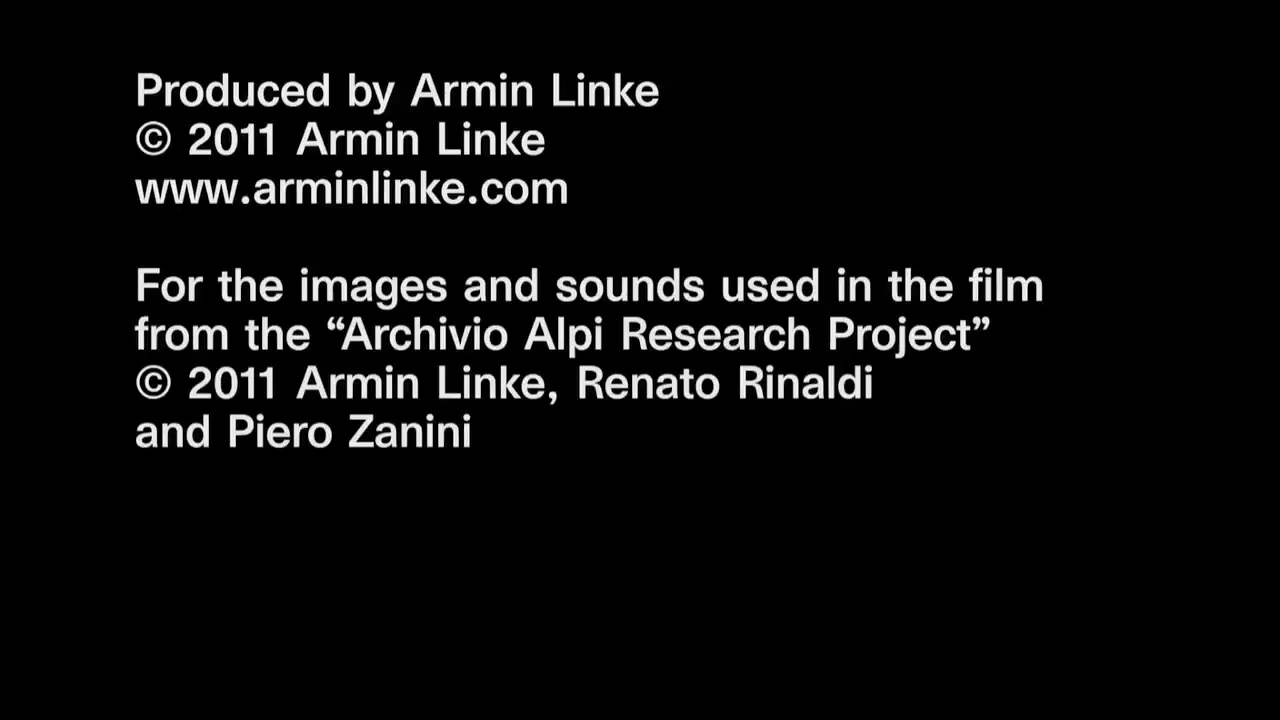 Produced by Armin Linke
© 2011 Armin Linke
www.arminlinke.com
For the images and sounds used in the film
from the “Archivio Alpi Research Project”
© 2011 Armin Linke, Renato Rinaldi
and Piero Zanini